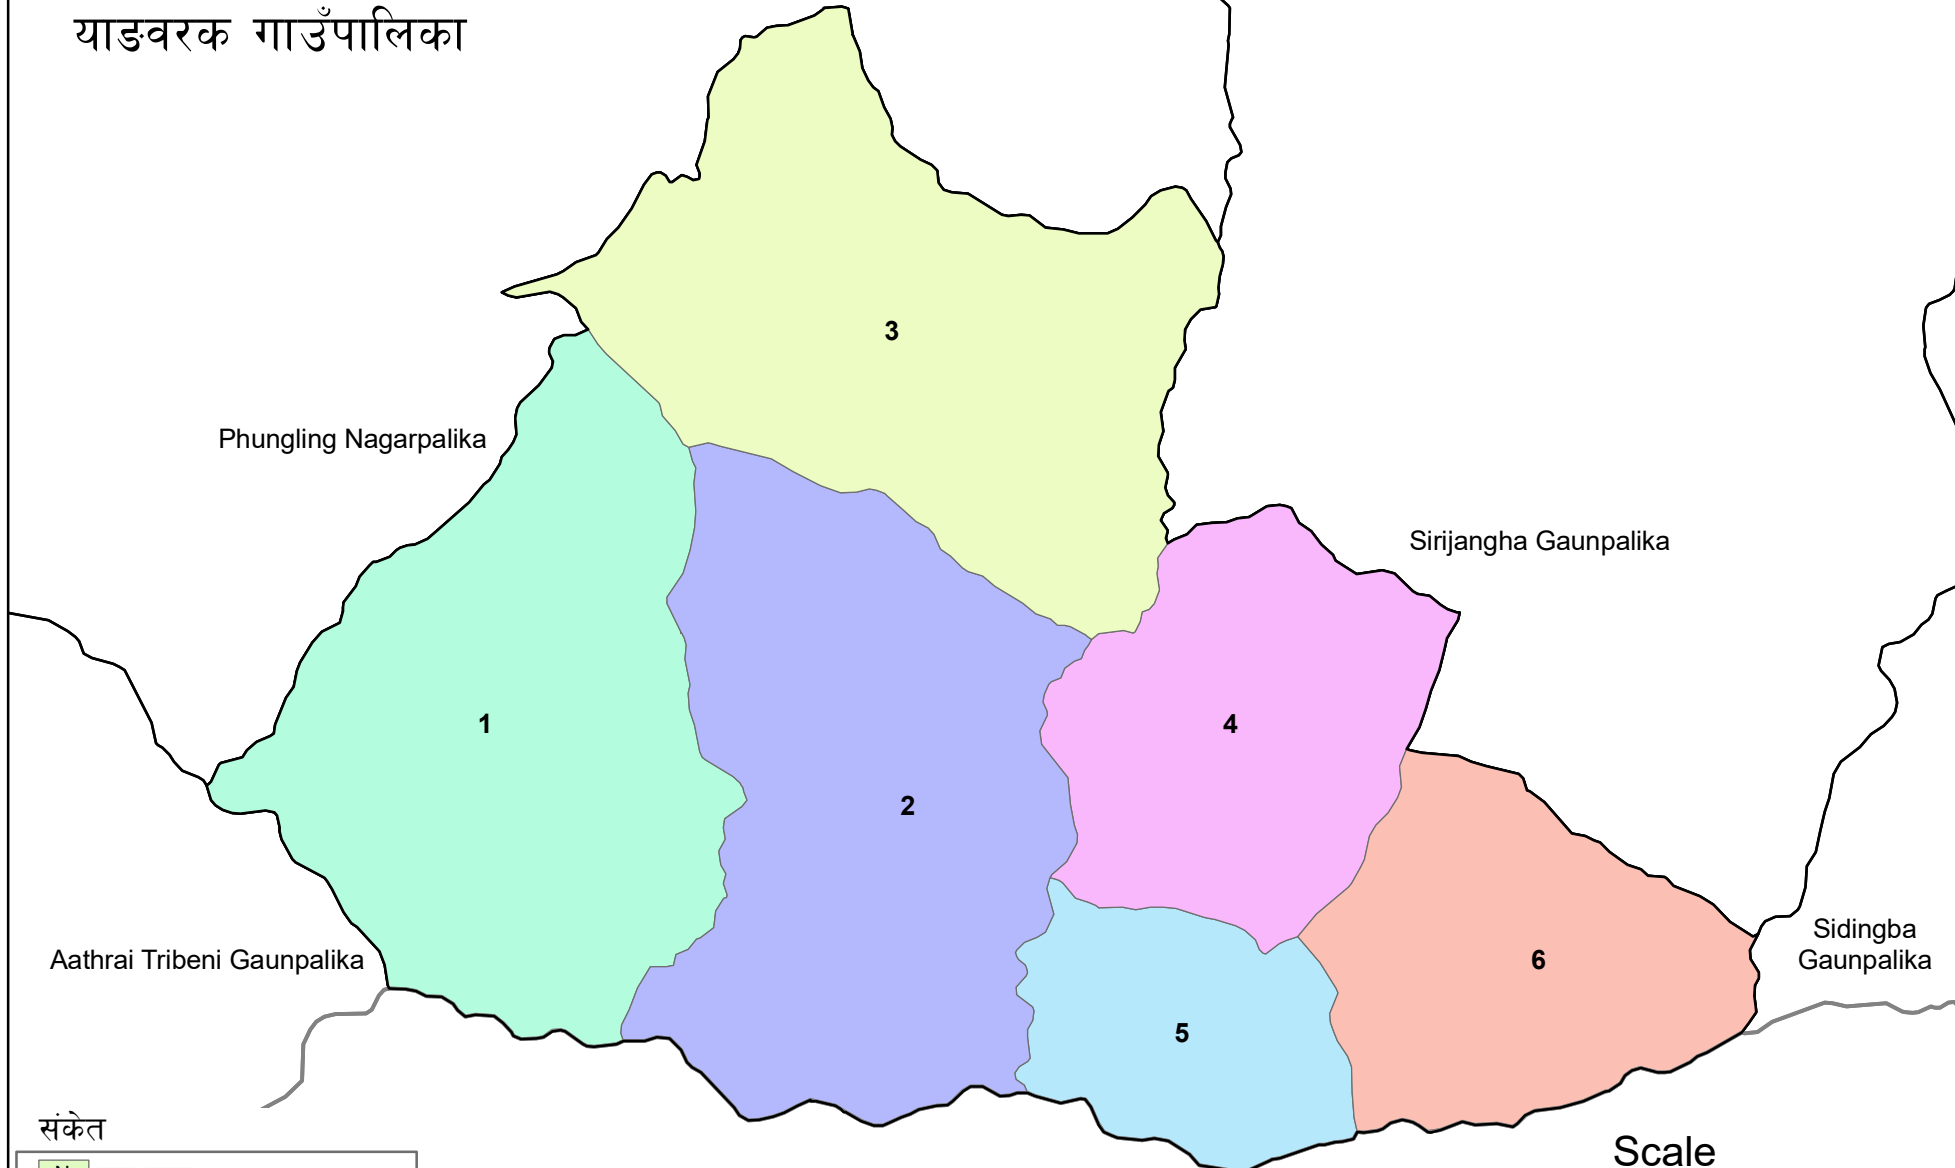 याङवरक गाउँपालिका
3
Phungling Nagarpalika
Sirijangha Gaunpalika
1
4
2
Sidingba
Gaunpalika
Aathrai Tribeni Gaunpalika
6
5
संकेत
Scale